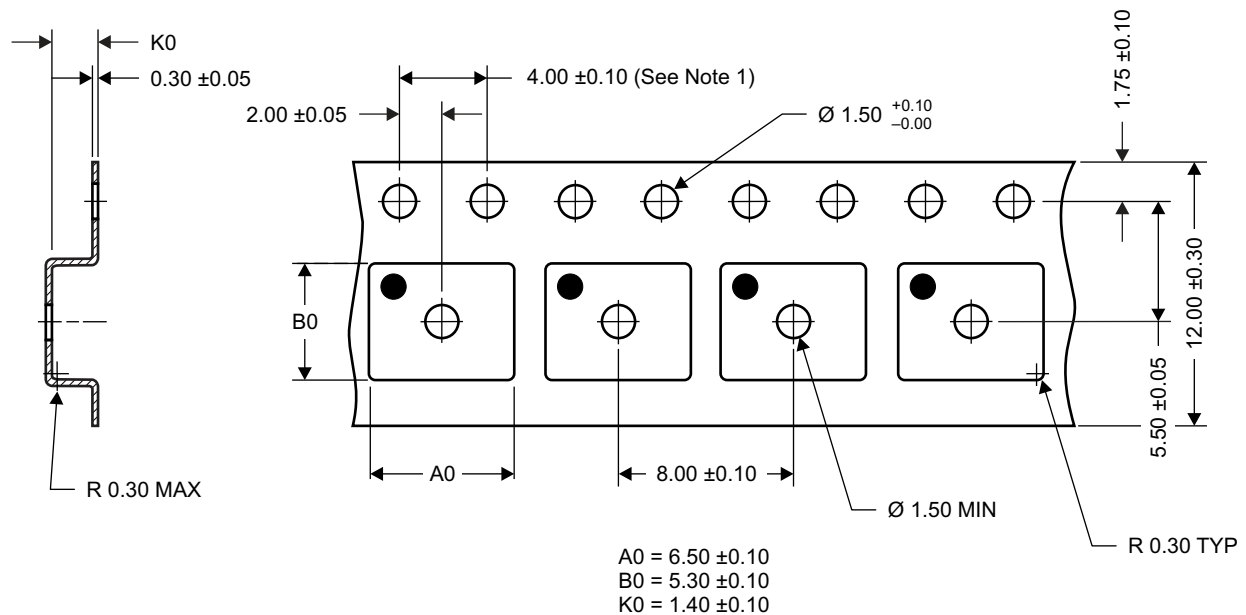 K0
0.30 ±0.05
4.00 ±0.10 (See Note 1)
2.00 ±0.05
Ø 1.50 +0.10 –0.00
1.75 ±0.10
B0
12.00 ±0.30
5.50 ±0.05
A0
8.00 ±0.10
R 0.30 MAX
Ø 1.50 MIN
R 0.30 TYP
A0 = 6.50 ±0.10
B0 = 5.30 ±0.10
K0 = 1.40 ±0.10